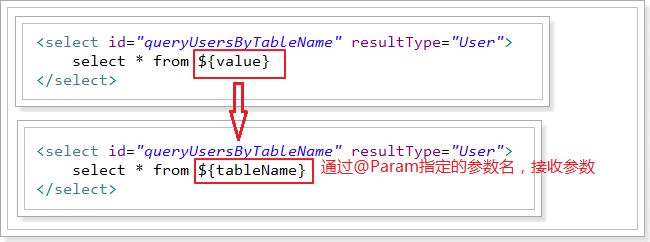 <select id="queryUsersByTableName" resultType="User">
select * from ${value}
</select>
<select id="queryUsersByTableName" resultType="User">
select * from ${tableName} 通过@Param指定的参数名，接收参数
</select>